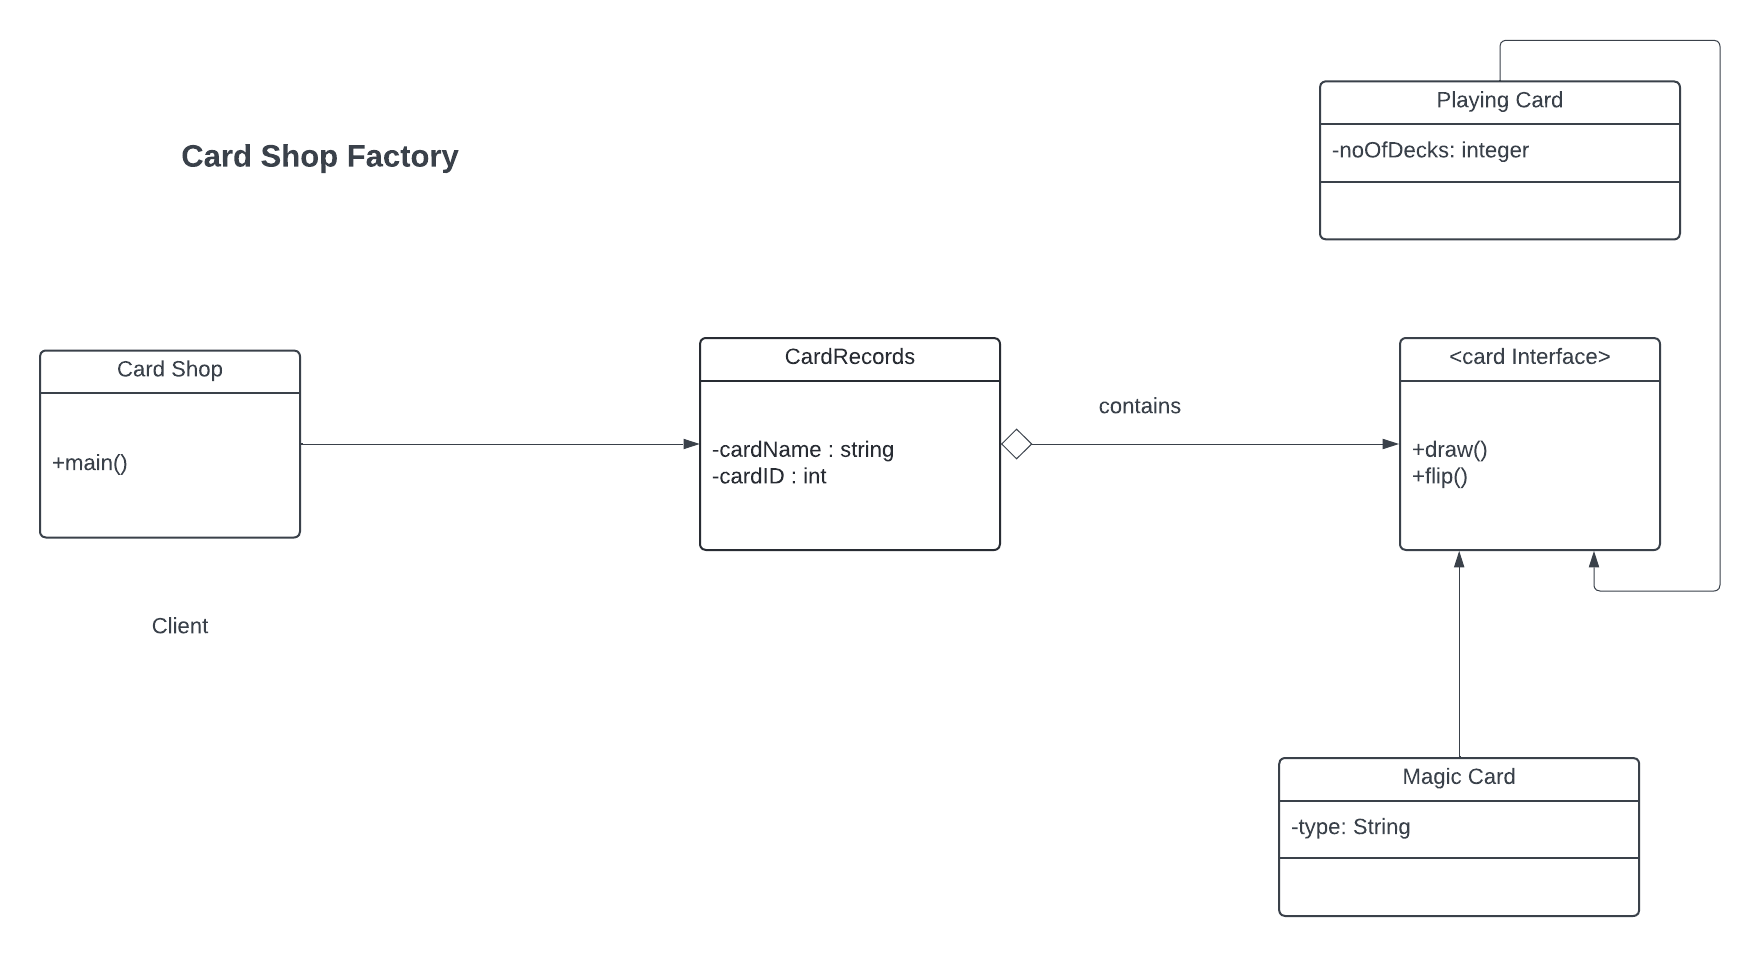 Card Shop Factory
Playing Card
-noOfDecks: integer
Card Shop
+main()
Client
CardRecords
-cardName : string
-cardID : int
contains
<card Interface>
+draw()
+flip()
Magic Card
-type: String